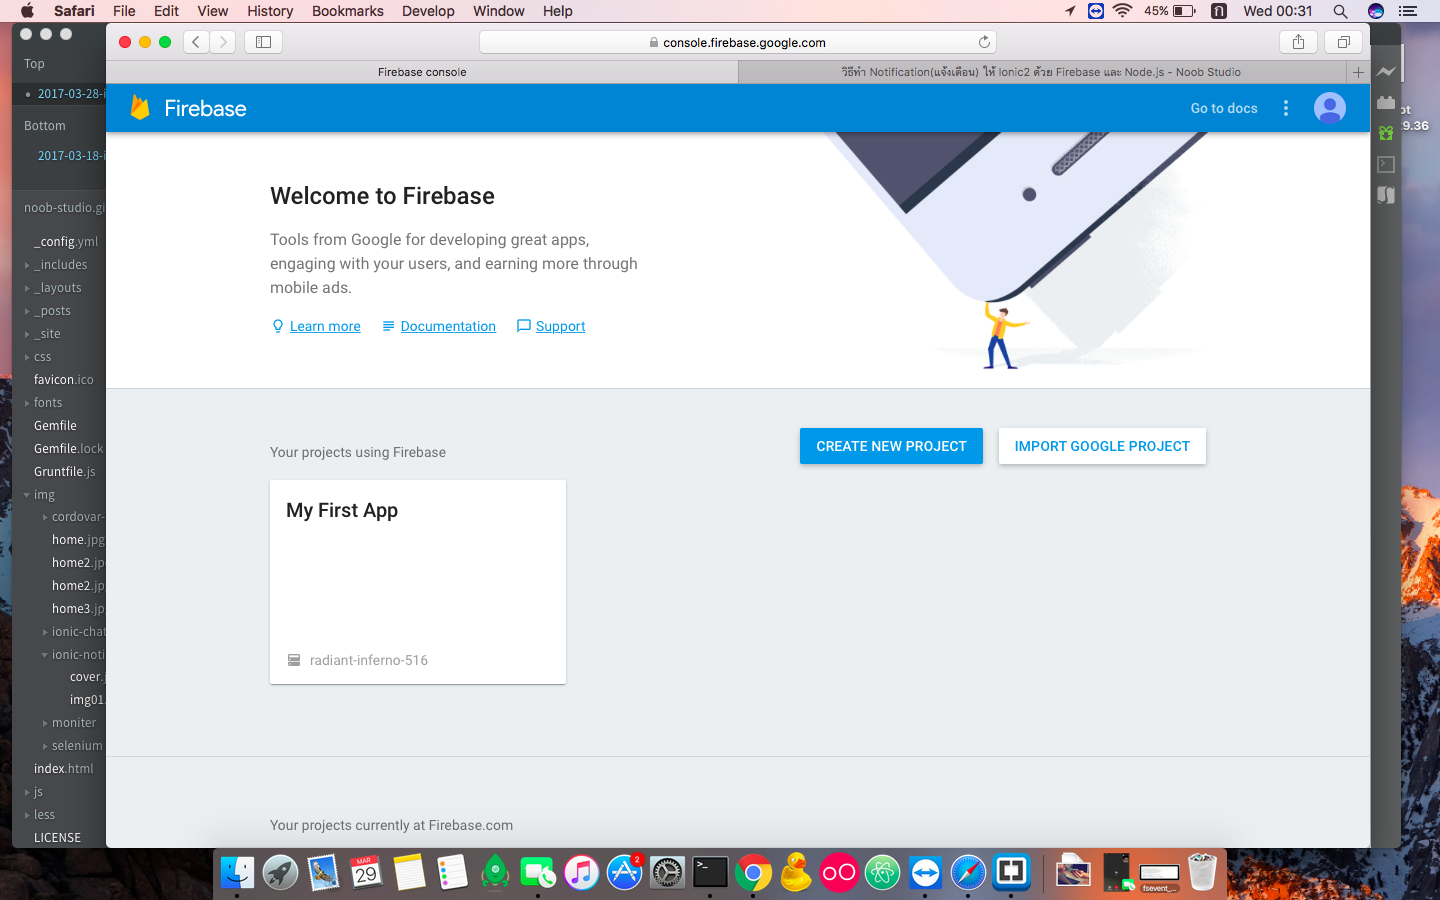 Safari File Edit View History Bookmarks Develop Window Help
45% ก Wed 00:31
console.firebase.google.com
Firebase console
วิธีทำ Notification(แจ้งเตือน) ให้ Ionic2 ด้วย Firebase และ Node.js - Noob Studio
Top
2017-03-28-i
Bottom
2017-03-18-i
noob-studio.gi
_config.yml
_includes
_layouts
_posts
_site
css
favicon.ico
fonts
Gemfile
Gemfile.lock
Gruntfile.js
img
cordovar-
home.jpg
home2.jp
home2.jp
home3.jp
ionic-chat
ionic-noti
cover.j
img01.
moniter
selenium
index.html
js
less
LICENSE
Firebase
Go to docs
Welcome to Firebase
Tools from Google for developing great apps,
engaging with your users, and earning more through
mobile ads.
Learn more Documentation Support
Your projects using Firebase
CREATE NEW PROJECT IMPORT GOOGLE PROJECT
My First App
radiant-inferno-516
Your projects currently at Firebase.com
ot
.9.36
MAR
29
2
fsevent_...